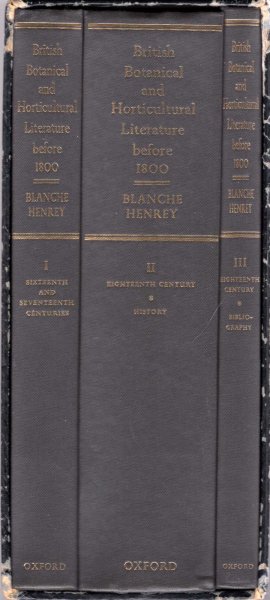 British
Botanical
and
Horticultural
Literature
before
1800
BLANCHE
HENREY
I
SIXTEENTH
AND
SEVENTEENTH
CENTURIES
OXFORD
British
Botanical and
Horticultural
Literature
before
1800
BLANCHE
HENREY
II
EIGHTEENTH CENTURY
HISTORY
OXFORD
British
Botanical
and
Horticultural
Literature
before
1800
BLANCHE
HENREY
III
EIGHTEENTH
CENTURY
BIBLIO-
GRAPHY
OXFORD